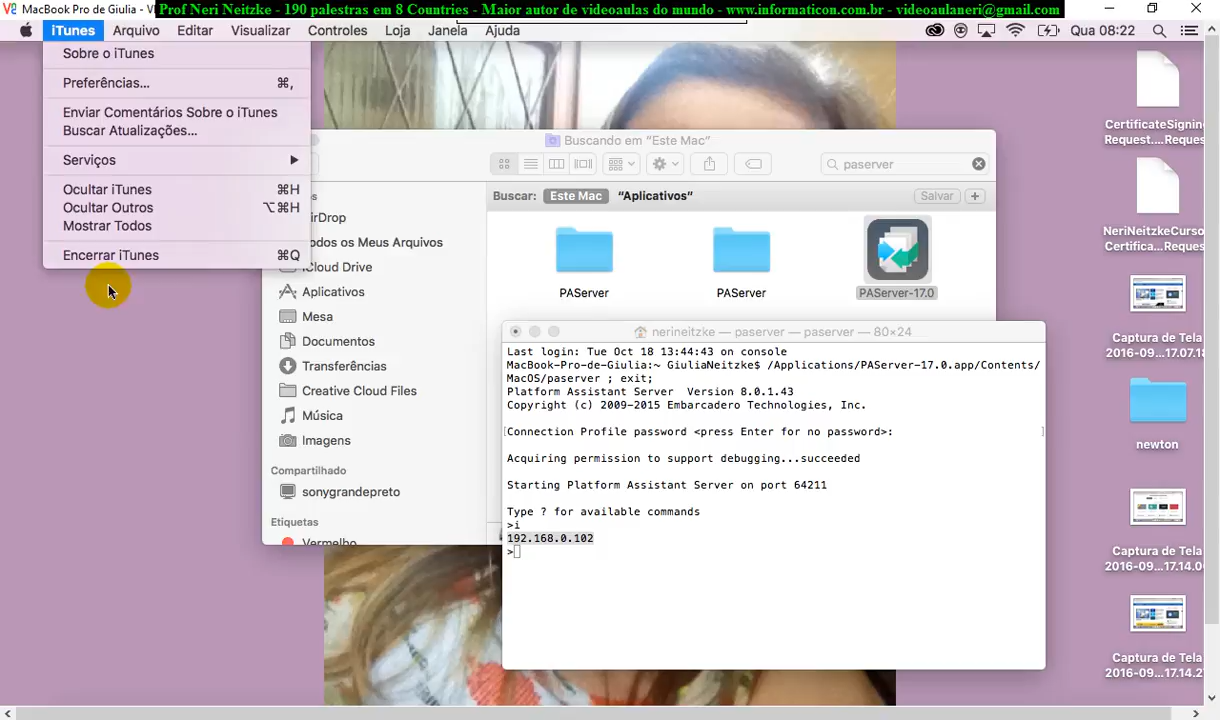 MacBook Pro de Giulia - Vi
Prof Neri Neitzke - 190 palestras em 8 Countries - Maior autor de videoaulas do mundo - www.informaticon.com.br - videoaulaneri@gmail.com
iTunes Arquivo Editar Visualizar Controles Loja Janela Ajuda Qua 08:22
Sobre o iTunes
Preferências... ⌘,
Enviar Comentários Sobre o iTunes
Buscar Atualizações...
Serviços
Ocultar iTunes ⌘H
Ocultar Outros ⌥⌘H
Mostrar Todos
Encerrar iTunes ⌘Q
Buscando em “Este Mac”
paserver
Buscar: Este Mac “Aplicativos” Salvar +
AirDrop
Todos os Meus Arquivos
iCloud Drive
Aplicativos
Mesa
Documentos
Transferências
Creative Cloud Files
Música
Imagens
Compartilhado
sonygrandepreto
Etiquetas
Vermelho
PAServer
PAServer
PAServer-17.0
nerineitzke — paserver — paserver — 80×24
Last login: Tue Oct 18 13:44:43 on console
MacBook-Pro-de-Giulia:~ GiuliaNeitzke$ /Applications/PAServer-17.0.app/Contents/
MacOS/paserver ; exit;
Platform Assistant Server  Version 8.0.1.43
Copyright (c) 2009-2015 Embarcadero Technologies, Inc.
[Connection Profile password <press Enter for no password>: ]
Acquiring permission to support debugging...succeeded
Starting Platform Assistant Server on port 64211
Type ? for available commands
>i
192.168.0.102
>
CertificateSigning
Request....Reques
NeriNeitzkeCurso
Certifica...Reques
Captura de Tela
2016-09...17.07.18
newton
Captura de Tela
2016-09...17.14.0
Captura de Tela
2016-09...17.14.2